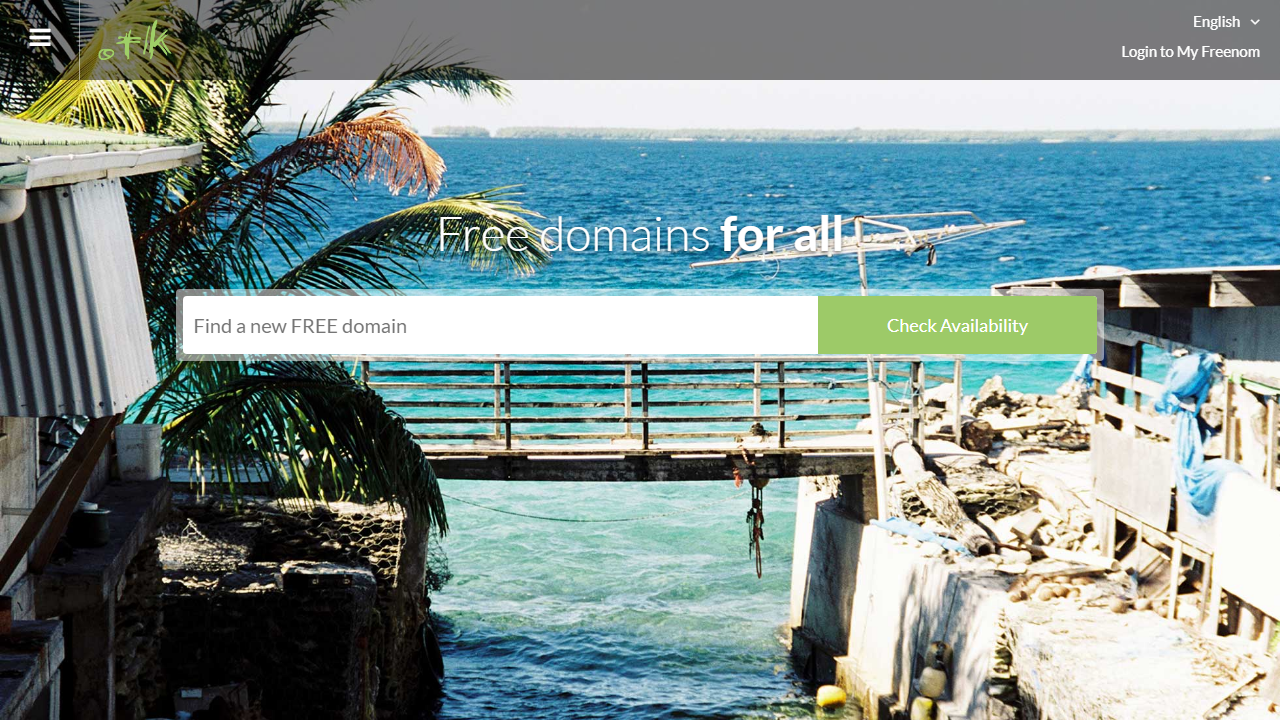 .tk
English
Login to My Freenom
Free domains for all
Find a new FREE domain
Check Availability